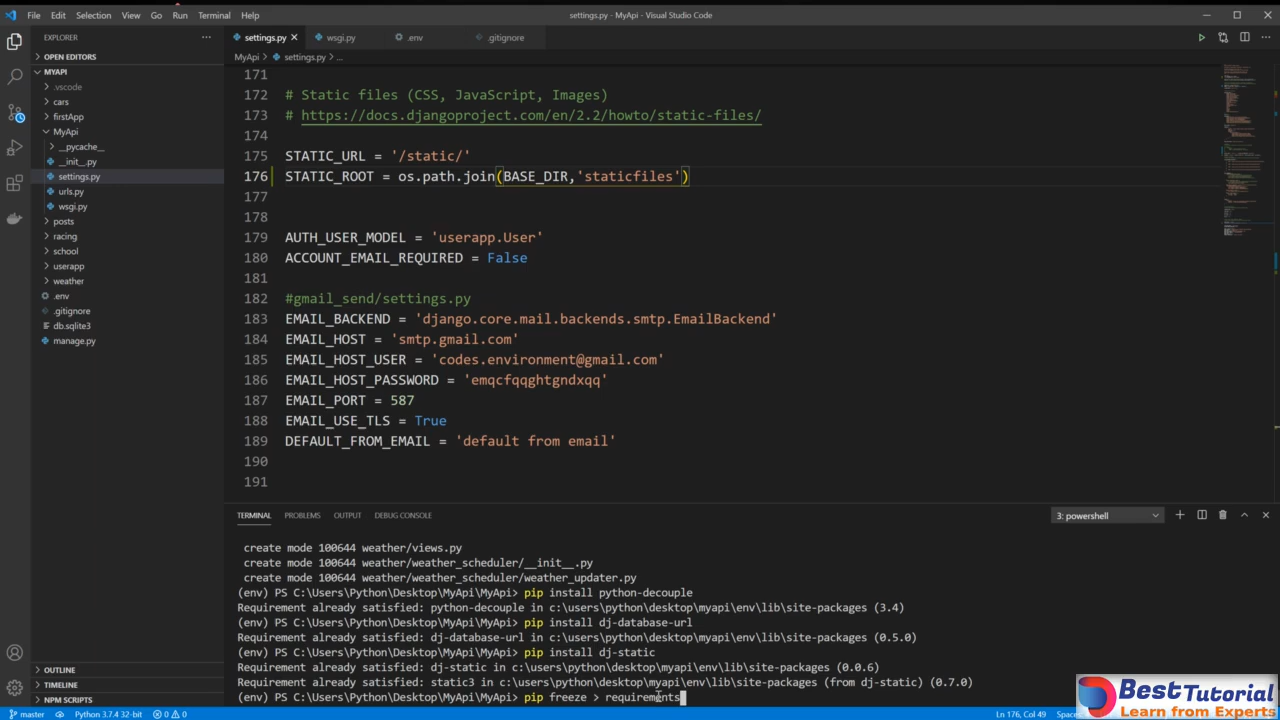 File Edit Selection View Go Run Terminal Help
settings.py - MyApi - Visual Studio Code
EXPLORER
OPEN EDITORS
MYAPI
.vscode
cars
firstApp
MyApi
__pycache__
__init__.py
settings.py
urls.py
wsgi.py
posts
racing
school
userapp
weather
.env
.gitignore
db.sqlite3
manage.py
OUTLINE
TIMELINE
NPM SCRIPTS
settings.py wsgi.py .env .gitignore
MyApi > settings.py > ...
171
172 # Static files (CSS, JavaScript, Images)
173 # https://docs.djangoproject.com/en/2.2/howto/static-files/
174
175 STATIC_URL = '/static/'
176 STATIC_ROOT = os.path.join(BASE_DIR,'staticfiles')
177
178
179 AUTH_USER_MODEL = 'userapp.User'
180 ACCOUNT_EMAIL_REQUIRED = False
181
182 #gmail_send/settings.py
183 EMAIL_BACKEND = 'django.core.mail.backends.smtp.EmailBackend'
184 EMAIL_HOST = 'smtp.gmail.com'
185 EMAIL_HOST_USER = 'codes.environment@gmail.com'
186 EMAIL_HOST_PASSWORD = 'emqcfqqghtgndxqq'
187 EMAIL_PORT = 587
188 EMAIL_USE_TLS = True
189 DEFAULT_FROM_EMAIL = 'default from email'
190
191
TERMINAL PROBLEMS OUTPUT DEBUG CONSOLE
3: powershell
create mode 100644 weather/views.py
create mode 100644 weather/weather_scheduler/__init__.py
create mode 100644 weather/weather_scheduler/weather_updater.py
(env) PS C:\Users\Python\Desktop\MyApi\MyApi> pip install python-decouple
Requirement already satisfied: python-decouple in c:\users\python\desktop\myapi\env\lib\site-packages (3.4)
(env) PS C:\Users\Python\Desktop\MyApi\MyApi> pip install dj-database-url
Requirement already satisfied: dj-database-url in c:\users\python\desktop\myapi\env\lib\site-packages (0.5.0)
(env) PS C:\Users\Python\Desktop\MyApi\MyApi> pip install dj-static
Requirement already satisfied: dj-static in c:\users\python\desktop\myapi\env\lib\site-packages (0.0.6)
Requirement already satisfied: static3 in c:\users\python\desktop\myapi\env\lib\site-packages (from dj-static) (0.7.0)
(env) PS C:\Users\Python\Desktop\MyApi\MyApi> pip freeze > requirements
master Python 3.7.4 32-bit 0 0
Ln 176, Col 49
BestTutorial
Learn from Experts